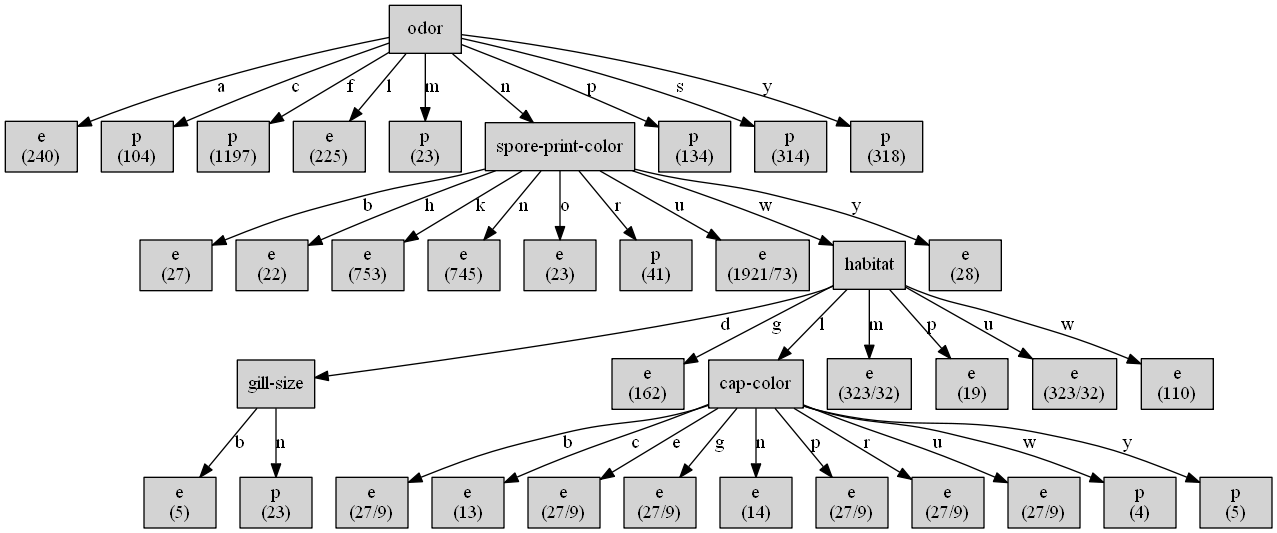 odor
a c f l m n p s y
e p p e p spore-print-color p p p
(240) (104) (1197) (225) (23) (134) (314) (318)
b h k n o r u w y
e e e e e p e habitat e
(27) (22) (753) (745) (23) (41) (1921/73) (28)
d g l m p u w
gill-size e cap-color e e e e
(162) (323/32) (19) (323/32) (110)
b n b c e g n p r u w y
e p e e e e e e e e p p
(5) (23) (27/9) (13) (27/9) (27/9) (14) (27/9) (27/9) (27/9) (4) (5)